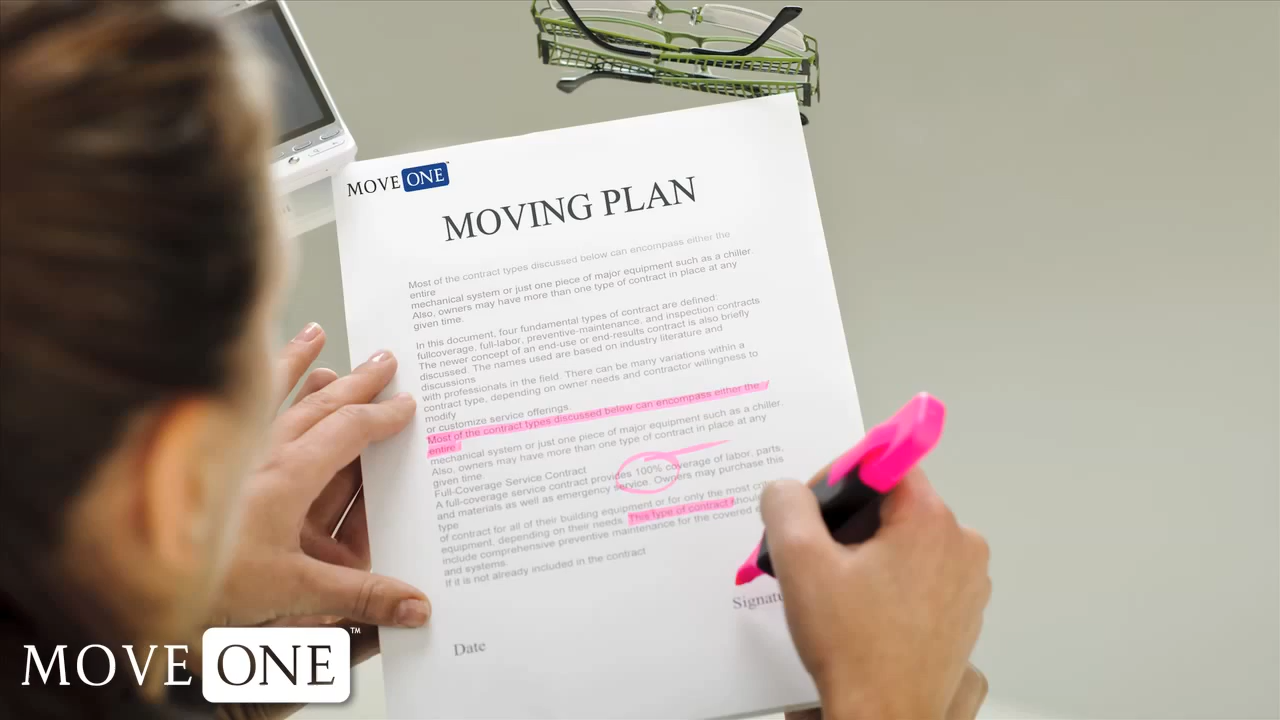 MOVE ONE™
MOVING PLAN
Most of the contract types discussed below can encompass either the
entire
mechanical system or just one piece of major equipment such as a chiller.
Also, owners may have more than one type of contract in place at any
given time.
In this document, four fundamental types of contract are defined:
fullcoverage, full-labor, preventive-maintenance, and inspection contracts
The newer concept of an end-use or end-results contract is also briefly
discussed. The names used are based on industry literature and
discussions
with professionals in the field. There can be many variations within a
contract type, depending on owner needs and contractor willingness to
modify
or customize service offerings.
Most of the contract types discussed below can encompass either the
entire
mechanical system or just one piece of major equipment such as a chiller.
Also, owners may have more than one type of contract in place at any
given time.
Full-Coverage Service Contract
A full-coverage service contract provides 100% coverage of labor, parts,
and materials as well as emergency service. Owners may purchase this
type
of contract for all of their building equipment or for only the most
equipment, depending on their needs. This type of contract
include comprehensive preventive maintenance for the covered
and systems.
If it is not already included in the contract
Date
MOVE ONE™